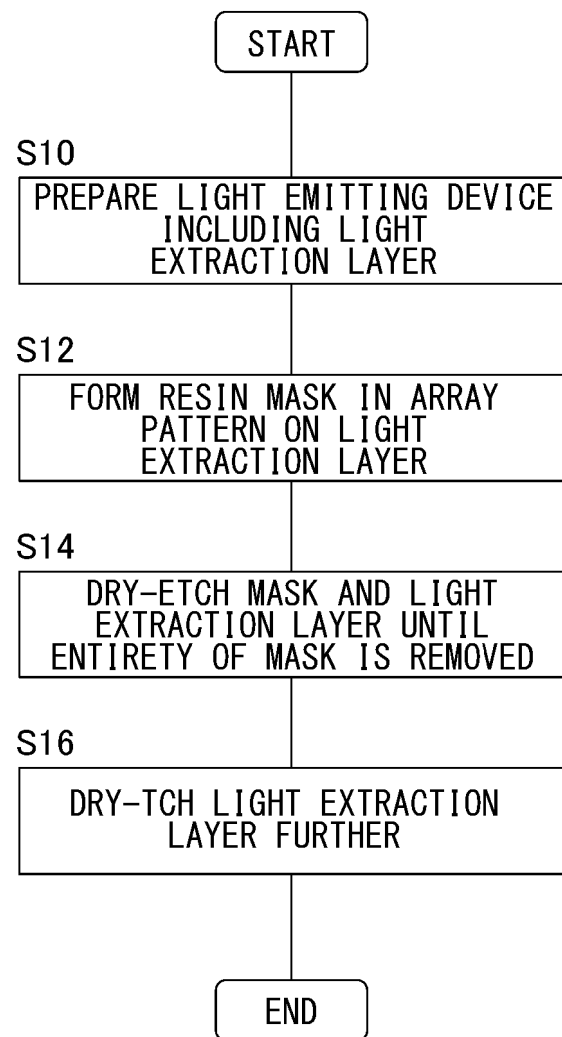 START
S10
PREPARE LIGHT EMITTING DEVICE
INCLUDING LIGHT
EXTRACTION LAYER
S12
FORM RESIN MASK IN ARRAY
PATTERN ON LIGHT
EXTRACTION LAYER
S14
DRY-ETCH MASK AND LIGHT
EXTRACTION LAYER UNTIL
ENTIRETY OF MASK IS REMOVED
S16
DRY-TCH LIGHT EXTRACTION
LAYER FURTHER
END